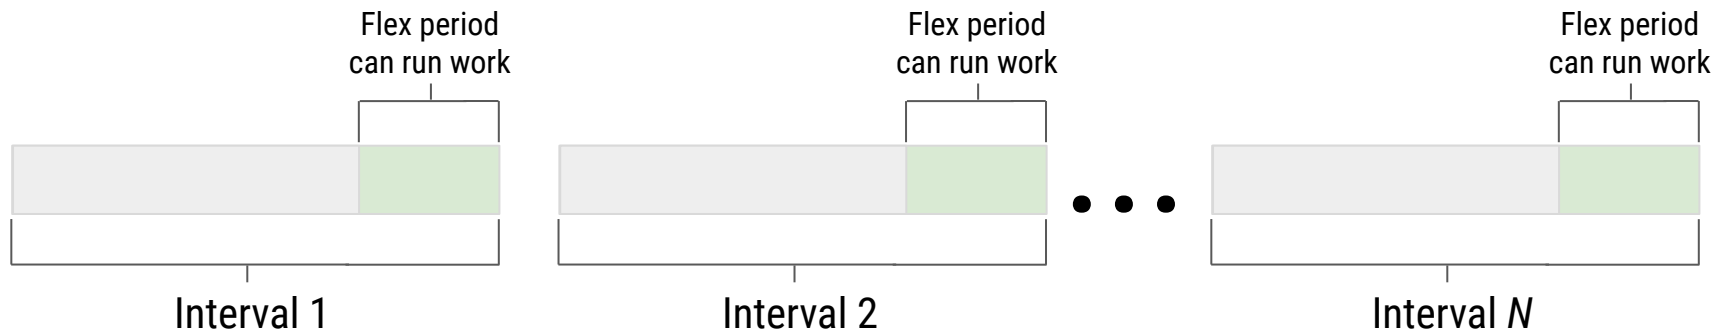 Flex period
can run work
Flex period
can run work
Flex period
can run work
Interval 1
Interval 2
Interval N